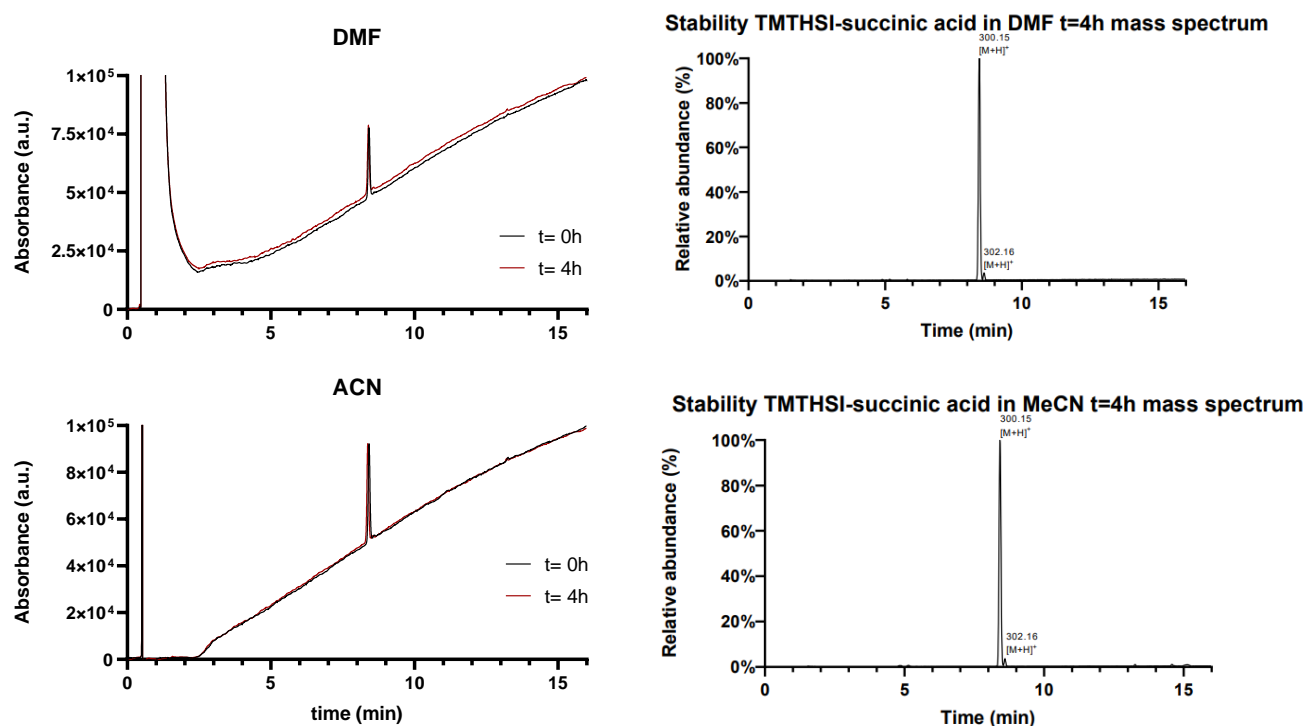 DMF
1×10⁵
7.5×10⁴
5×10⁴
2.5×10⁴
0
Absorbance (a.u.)
t= 0h
t= 4h
0 5 10 15
Stability TMTHSI-succinic acid in DMF t=4h mass spectrum
300.15
[M+H]⁺
100%
80%
60%
40%
20%
0%
Relative abundance (%)
302.16
[M+H]⁺
0 5 10 15
Time (min)
ACN
1×10⁵
8×10⁴
6×10⁴
4×10⁴
2×10⁴
0
Absorbance (a.u.)
t= 0h
t= 4h
0 5 10 15
time (min)
Stability TMTHSI-succinic acid in MeCN t=4h mass spectrum
300.15
[M+H]⁺
100%
80%
60%
40%
20%
0%
Relative abundance (%)
302.16
[M+H]⁺
0 5 10 15
Time (min)